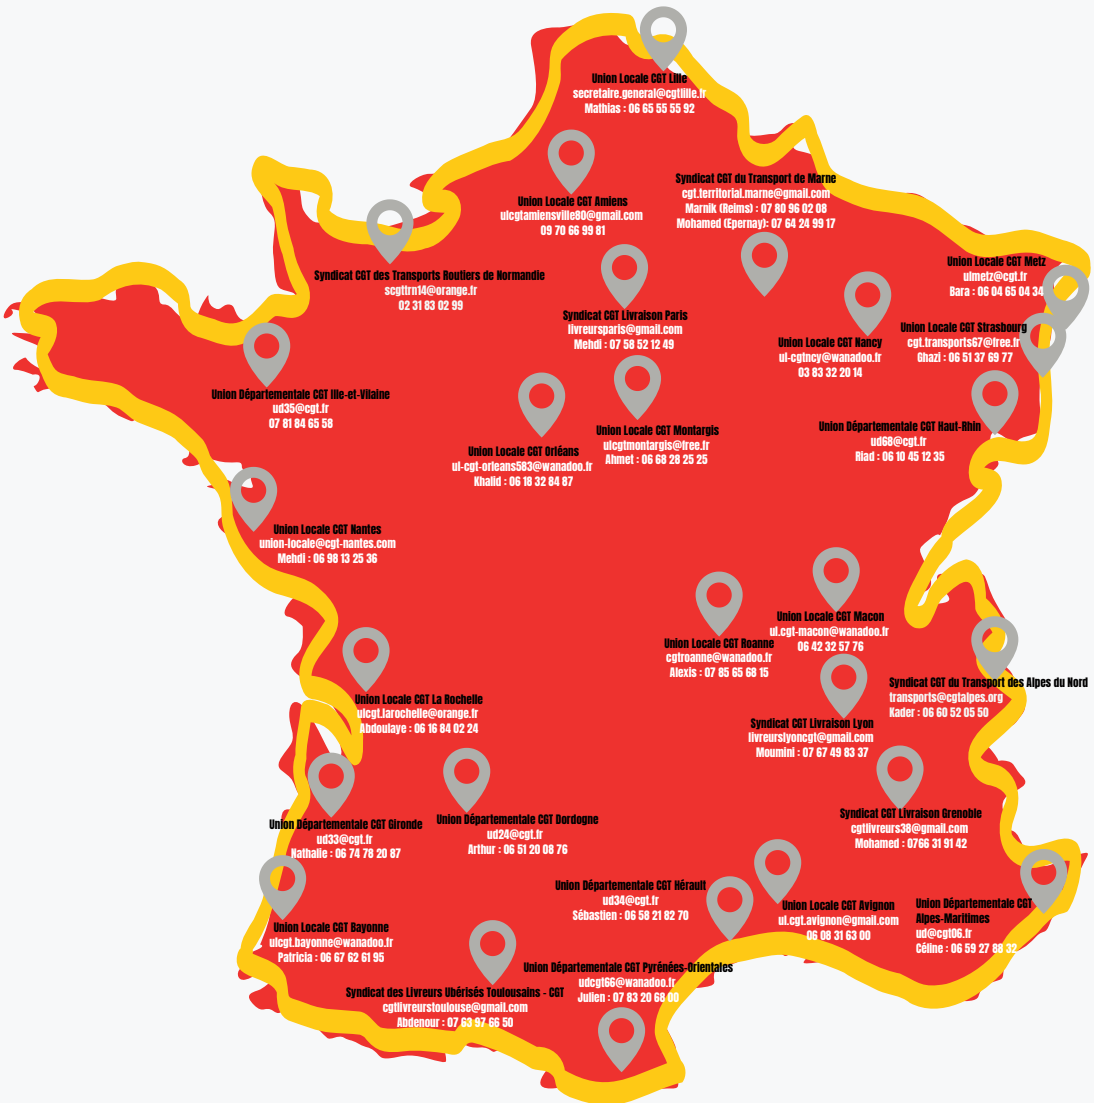 Union Locale CGT Lille
secretaire.general@cgtlille.fr
Mathias : 06 65 55 55 92
Union Locale CGT Amiens
ulcgtamiensville80@gmail.com
09 70 66 99 81
Syndicat CGT du Transport de Marne
cgt.territorial.marne@gmail.com
Marnik (Reims) : 07 80 96 02 08
Mohamed (Epernay): 07 64 24 99 17
Syndicat CGT des Transports Routiers de Normandie
scgttrn14@orange.fr
02 31 83 02 99
Union Locale CGT Metz
ulmetz@cgt.fr
Bara : 06 04 65 04 34
Syndicat CGT Livraison Paris
livreursparis@gmail.com
Mehdi : 07 58 52 12 49
Union Locale CGT Nancy
ul-cgtncy@wanadoo.fr
03 83 32 20 14
Union Locale CGT Strasbourg
cgt.transports67@free.fr
Ghazi : 06 51 37 69 77
Union Départementale CGT Ille-et-Vilaine
ud35@cgt.fr
07 81 84 65 58
Union Locale CGT Orléans
ul-cgt-orleans583@wanadoo.fr
Khalid : 06 18 32 84 87
Union Locale CGT Montargis
ulcgtmontargis@free.fr
Ahmet : 06 68 28 25 25
Union Départementale CGT Haut-Rhin
ud68@cgt.fr
Riad : 06 10 45 12 35
Union Locale CGT Nantes
union-locale@cgt-nantes.com
Mehdi : 06 98 13 25 36
Union Locale CGT Macon
ul.cgt-macon@wanadoo.fr
06 42 32 57 76
Union Locale CGT Roanne
cgtroanne@wanadoo.fr
Alexis : 07 85 65 68 15
Syndicat CGT du Transport des Alpes du Nord
transports@cgtalpes.org
Kader : 06 60 52 05 50
Union Locale CGT La Rochelle
ulcgt.larochelle@orange.fr
Abdoulaye : 06 16 84 02 24
Syndicat CGT Livraison Lyon
livreurslyoncgt@gmail.com
Moumini : 07 67 49 83 37
Union Départementale CGT Gironde
ud33@cgt.fr
Nathalie : 06 74 78 20 87
Union Départementale CGT Dordogne
ud24@cgt.fr
Arthur : 06 51 20 08 76
Syndicat CGT Livraison Grenoble
cgtlivreurs38@gmail.com
Mohamed : 0766 31 91 42
Union Départementale CGT Hérault
ud34@cgt.fr
Sébastien : 06 58 21 82 70
Union Locale CGT Avignon
ul.cgt.avignon@gmail.com
06 08 31 63 00
Union Départementale CGT
Alpes-Maritimes
ud@cgt06.fr
Céline : 06 59 27 88 32
Union Locale CGT Bayonne
ulcgt.bayonne@wanadoo.fr
Patricia : 06 67 62 61 95
Union Départementale CGT Pyrénées-Orientales
udcgt66@wanadoo.fr
Julien : 07 83 20 68 00
Syndicat des Livreurs Ubérisés Toulousains - CGT
cgtlivreurstoulouse@gmail.com
Abdenour : 07 63 97 66 50